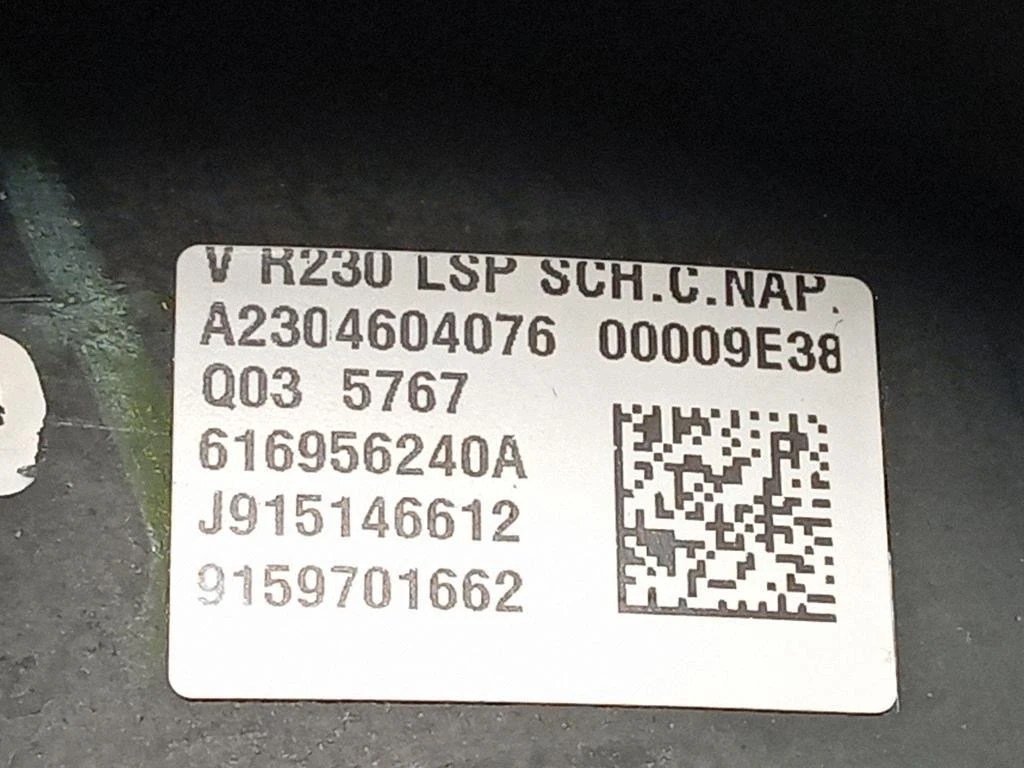 V R230 LSP SCH.C.NAP.
A2304604076 00009E38
Q03 5767
616956240A
J915146612
9159701662